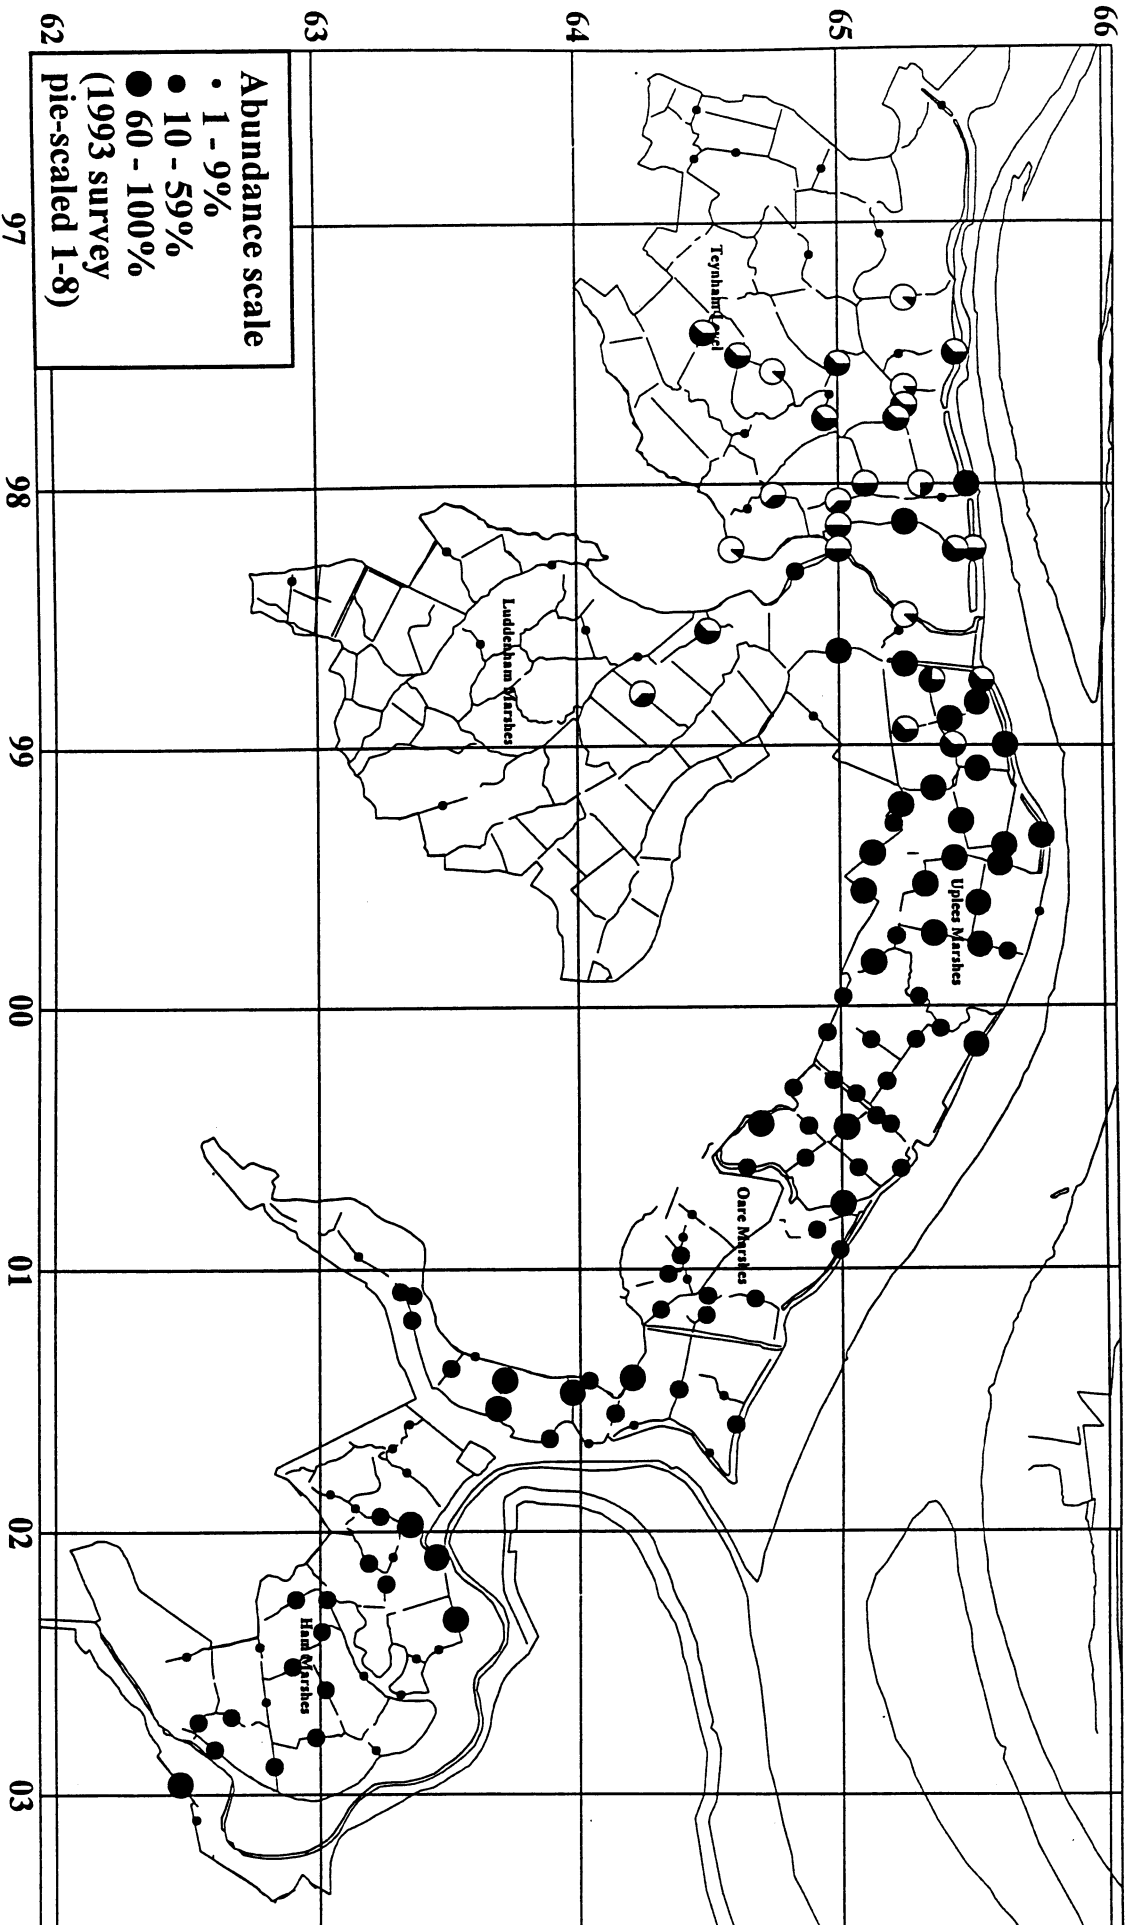 66
65
64
63
62
97
98
99
00
01
02
03
Teynham Level
Luddenham Marshes
Uplees Marshes
Oare Marshes
Ham Marshes
Abundance scale
1 - 9%
10 - 59%
60 - 100%
(1993 survey
pie-scaled 1-8)